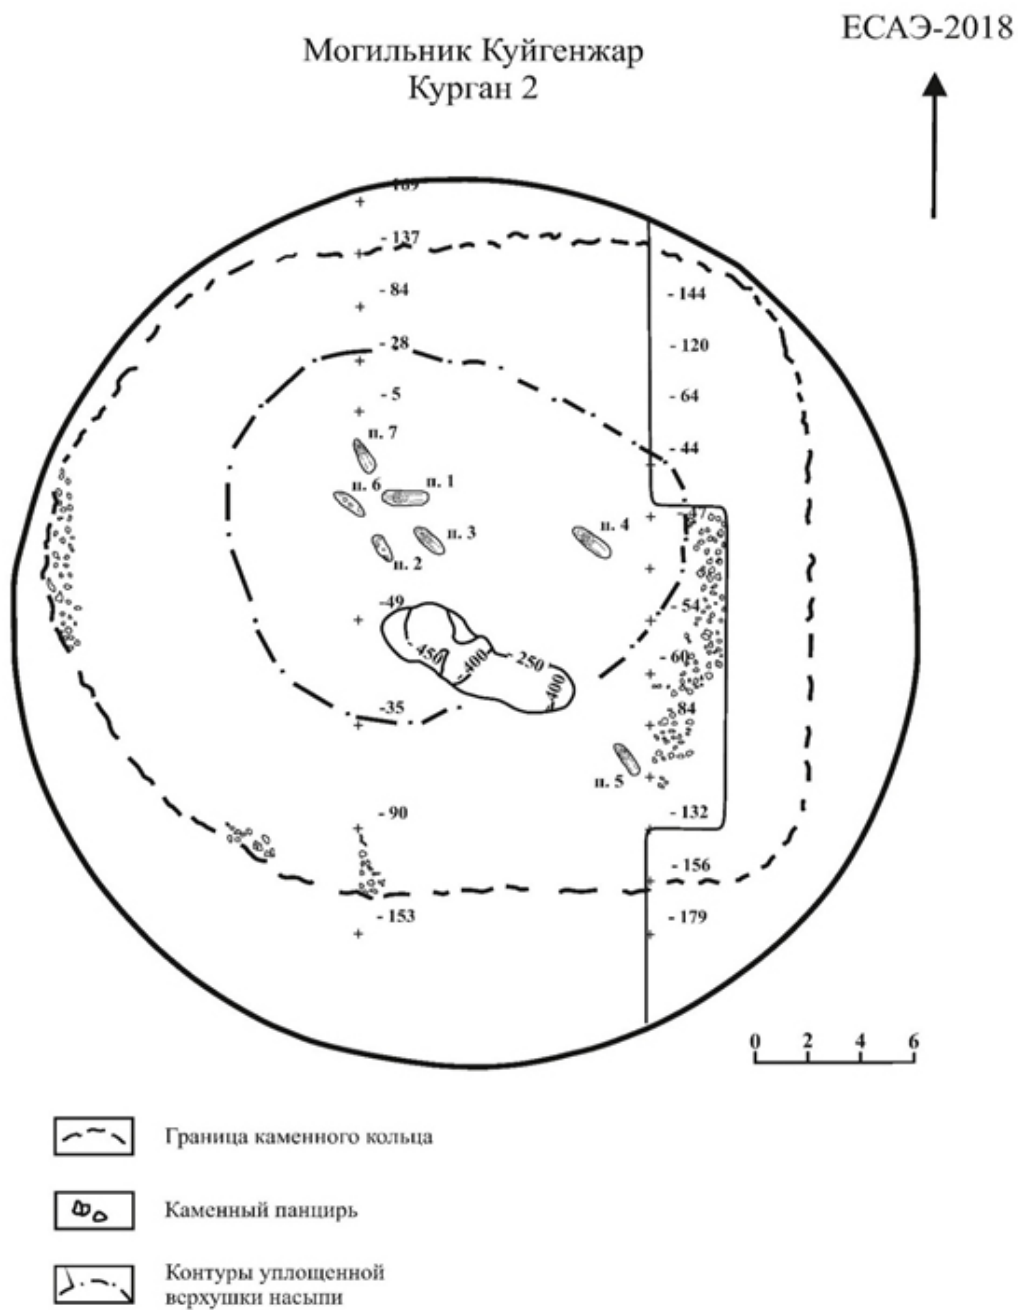 ЕСАЭ-2018
Могильник Куйгенжар
Курган 2
- 137
- 84
- 144
- 28
- 120
- 5
- 64
п. 7
- 44
п. 6
п. 1
п. 4
п. 3
п. 2
-49
- 54
- 450
- 400
- 250
-400
- 60
-35
84
п. 5
- 90
- 132
- 156
- 153
- 179
0 2 4 6
Граница каменного кольца
Каменный панцирь
Контуры уплощенной
верхушки насыпи